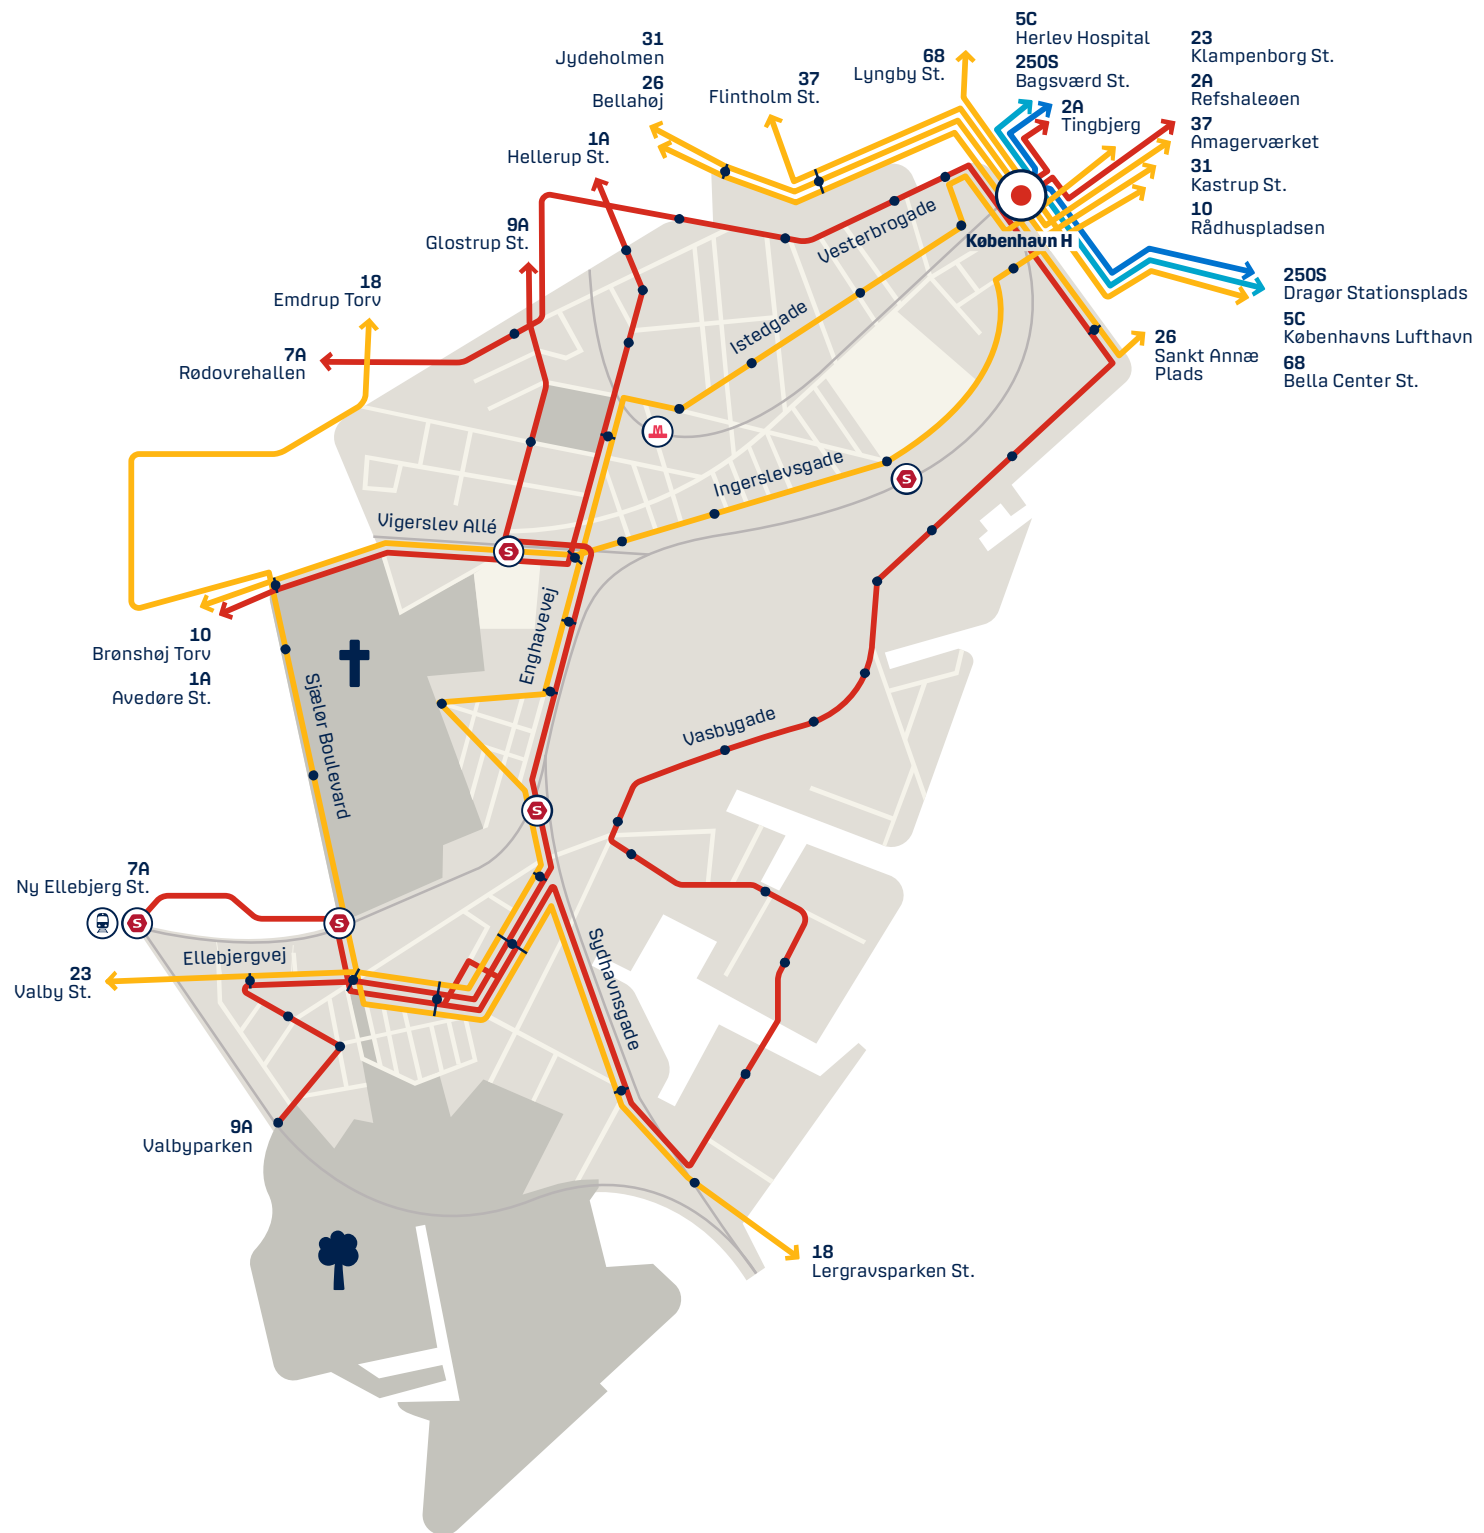 31
Jydeholmen
26
Bellahøj
37
Flintholm St.
68
Lyngby St.
5C
Herlev Hospital
250S
Bagsværd St.
2A
Tingbjerg
23
Klampenborg St.
2A
Refshaleøen
37
Amagerværket
31
Kastrup St.
10
Rådhuspladsen
1A
Hellerup St.
9A
Glostrup St.
18
Emdrup Torv
7A
Rødovrehallen
København H
250S
Dragør Stationsplads
5C
Københavns Lufthavn
68
Bella Center St.
26
Sankt Annæ
Plads
Vesterbrogade
Istedgade
M
Ingerslevsgade
S
Vigerslev Allé
S
Enghavevej
10
Brønshøj Torv
1A
Avedøre St.
Sjælør Boulevard
Vasbygade
S
7A
Ny Ellebjerg St.
S
S
Ellebjergvej
23
Valby St.
Sydhavnsgade
9A
Valbyparken
18
Lergravsparken St.